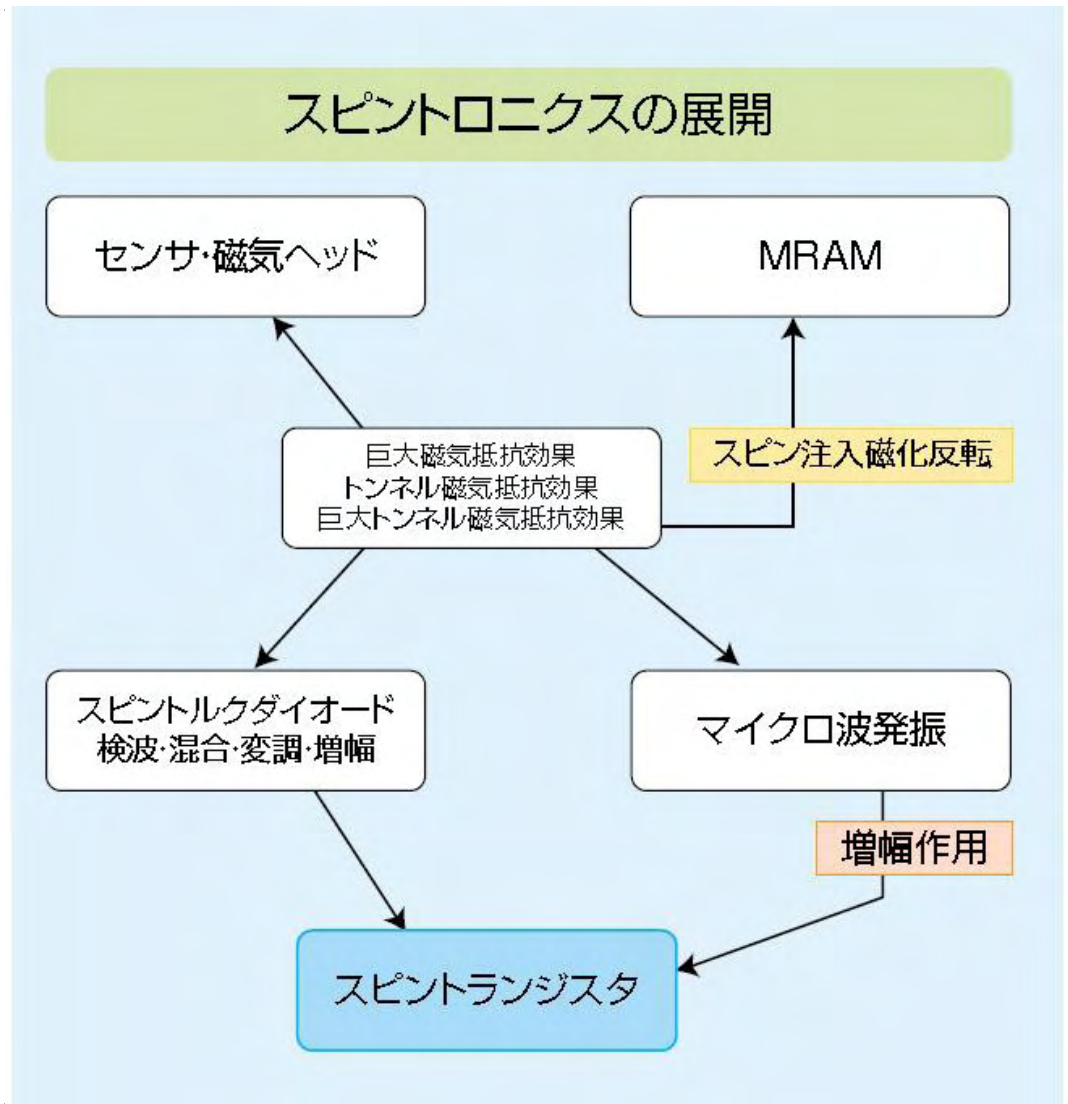 スピントロニクスの展開
センサ・磁気ヘッド
MRAM
巨大磁気抵抗効果
トンネル磁気抵抗効果
巨大トンネル磁気抵抗効果
スピン注入磁化反転
スピントルクダイオード
検波・混合・変調・増幅
マイクロ波発振
増幅作用
スピントランジスタ